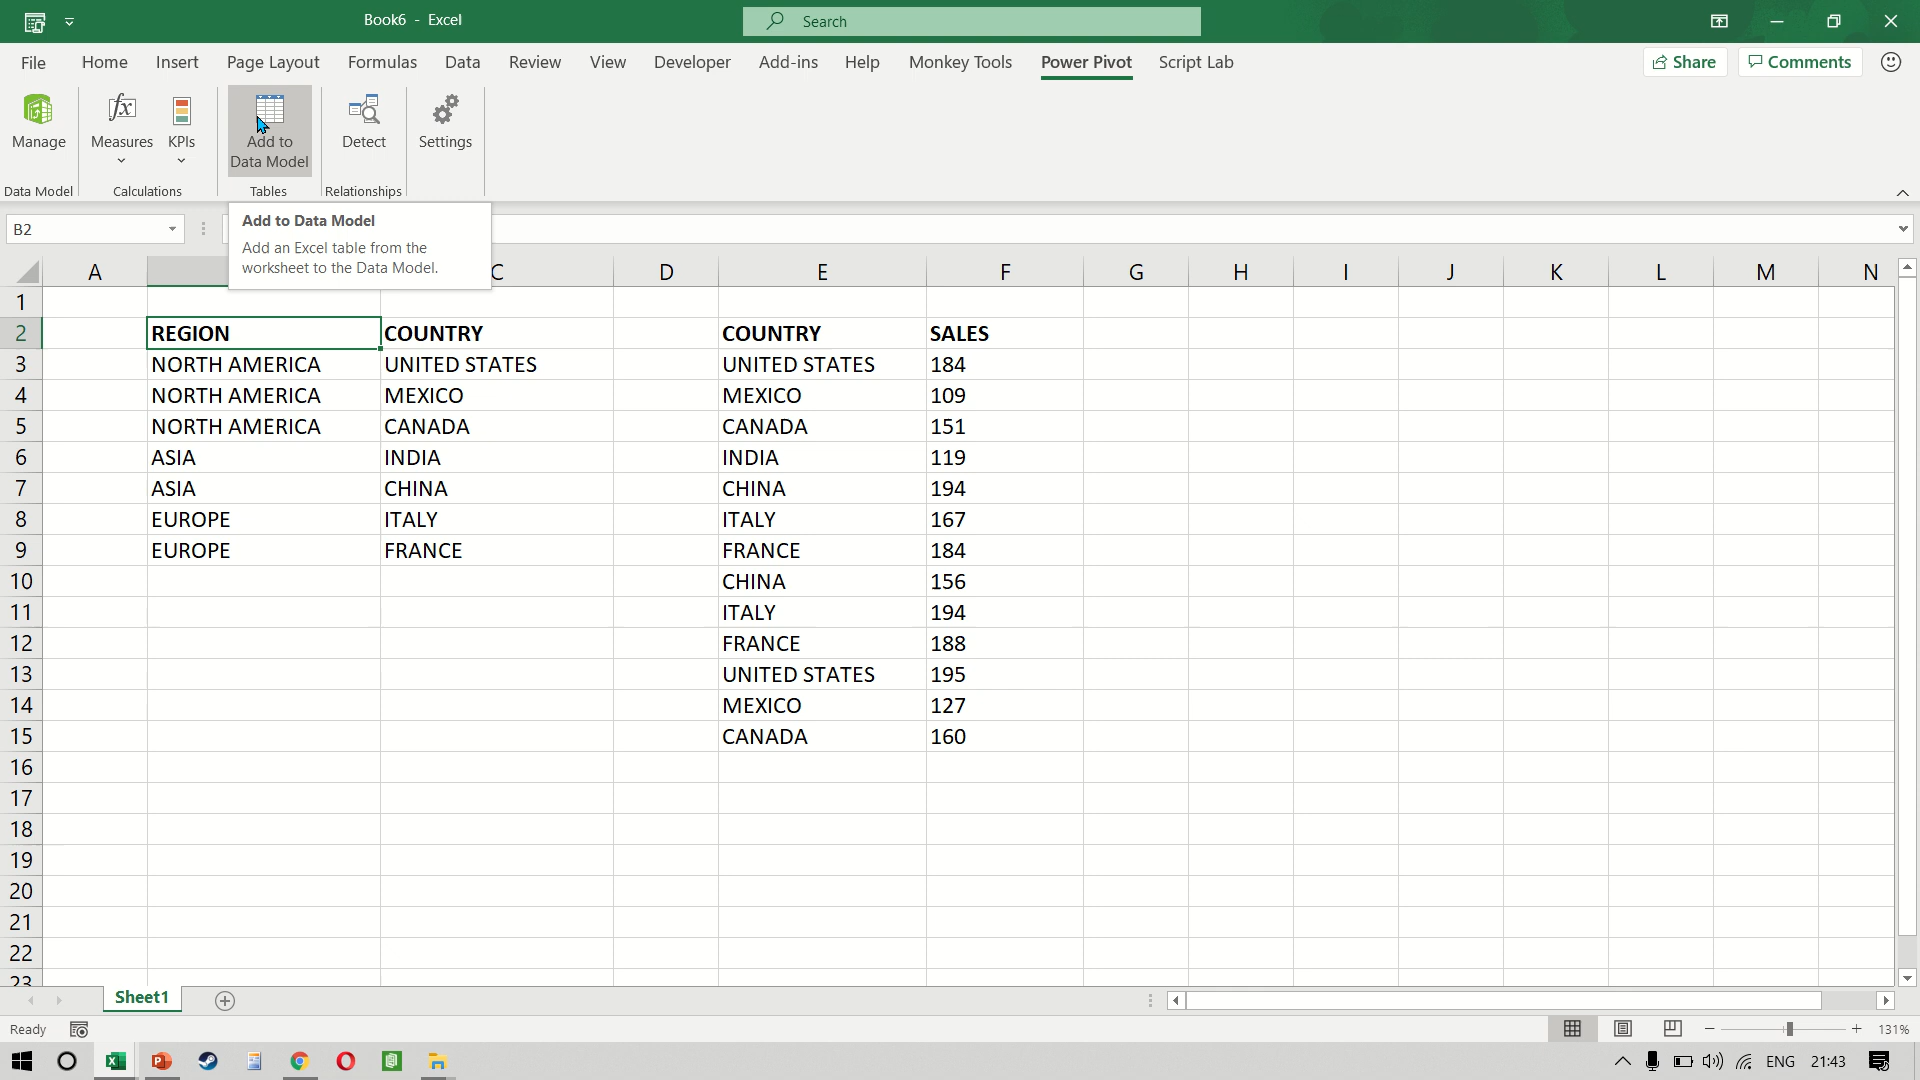 Book6 - Excel
Search
File Home Insert Page Layout Formulas Data Review View Developer Add-ins Help Monkey Tools Power Pivot Script Lab Share Comments
Manage Measures KPIs Add to Data Model Detect Settings
Data Model Calculations Tables Relationships
B2
Add to Data Model
Add an Excel table from the
worksheet to the Data Model.
A C D E F G H I J K L M N
1
2 REGION COUNTRY COUNTRY SALES
3 NORTH AMERICA UNITED STATES UNITED STATES 184
4 NORTH AMERICA MEXICO MEXICO 109
5 NORTH AMERICA CANADA CANADA 151
6 ASIA INDIA INDIA 119
7 ASIA CHINA CHINA 194
8 EUROPE ITALY ITALY 167
9 EUROPE FRANCE FRANCE 184
10 CHINA 156
11 ITALY 194
12 FRANCE 188
13 UNITED STATES 195
14 MEXICO 127
15 CANADA 160
16
17
18
19
20
21
22
23
Sheet1
Ready 131%
ENG 21:43